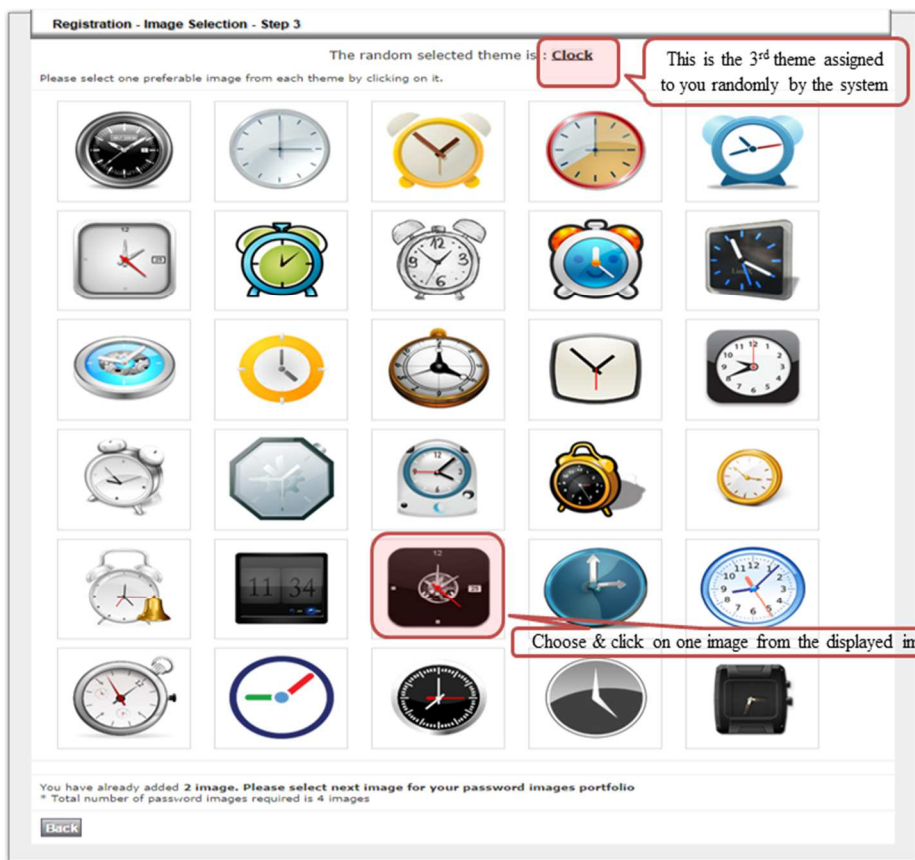 Registration - Image Selection - Step 3
The random selected theme is : Clock
This is the 3rd theme assigned
to you randomly by the system
Please select one preferable image from each theme by clicking on it.
11 34
Choose & click on one image from the displayed im
You have already added 2 image. Please select next image for your password images portfolio
* Total number of password images required is 4 images
Back